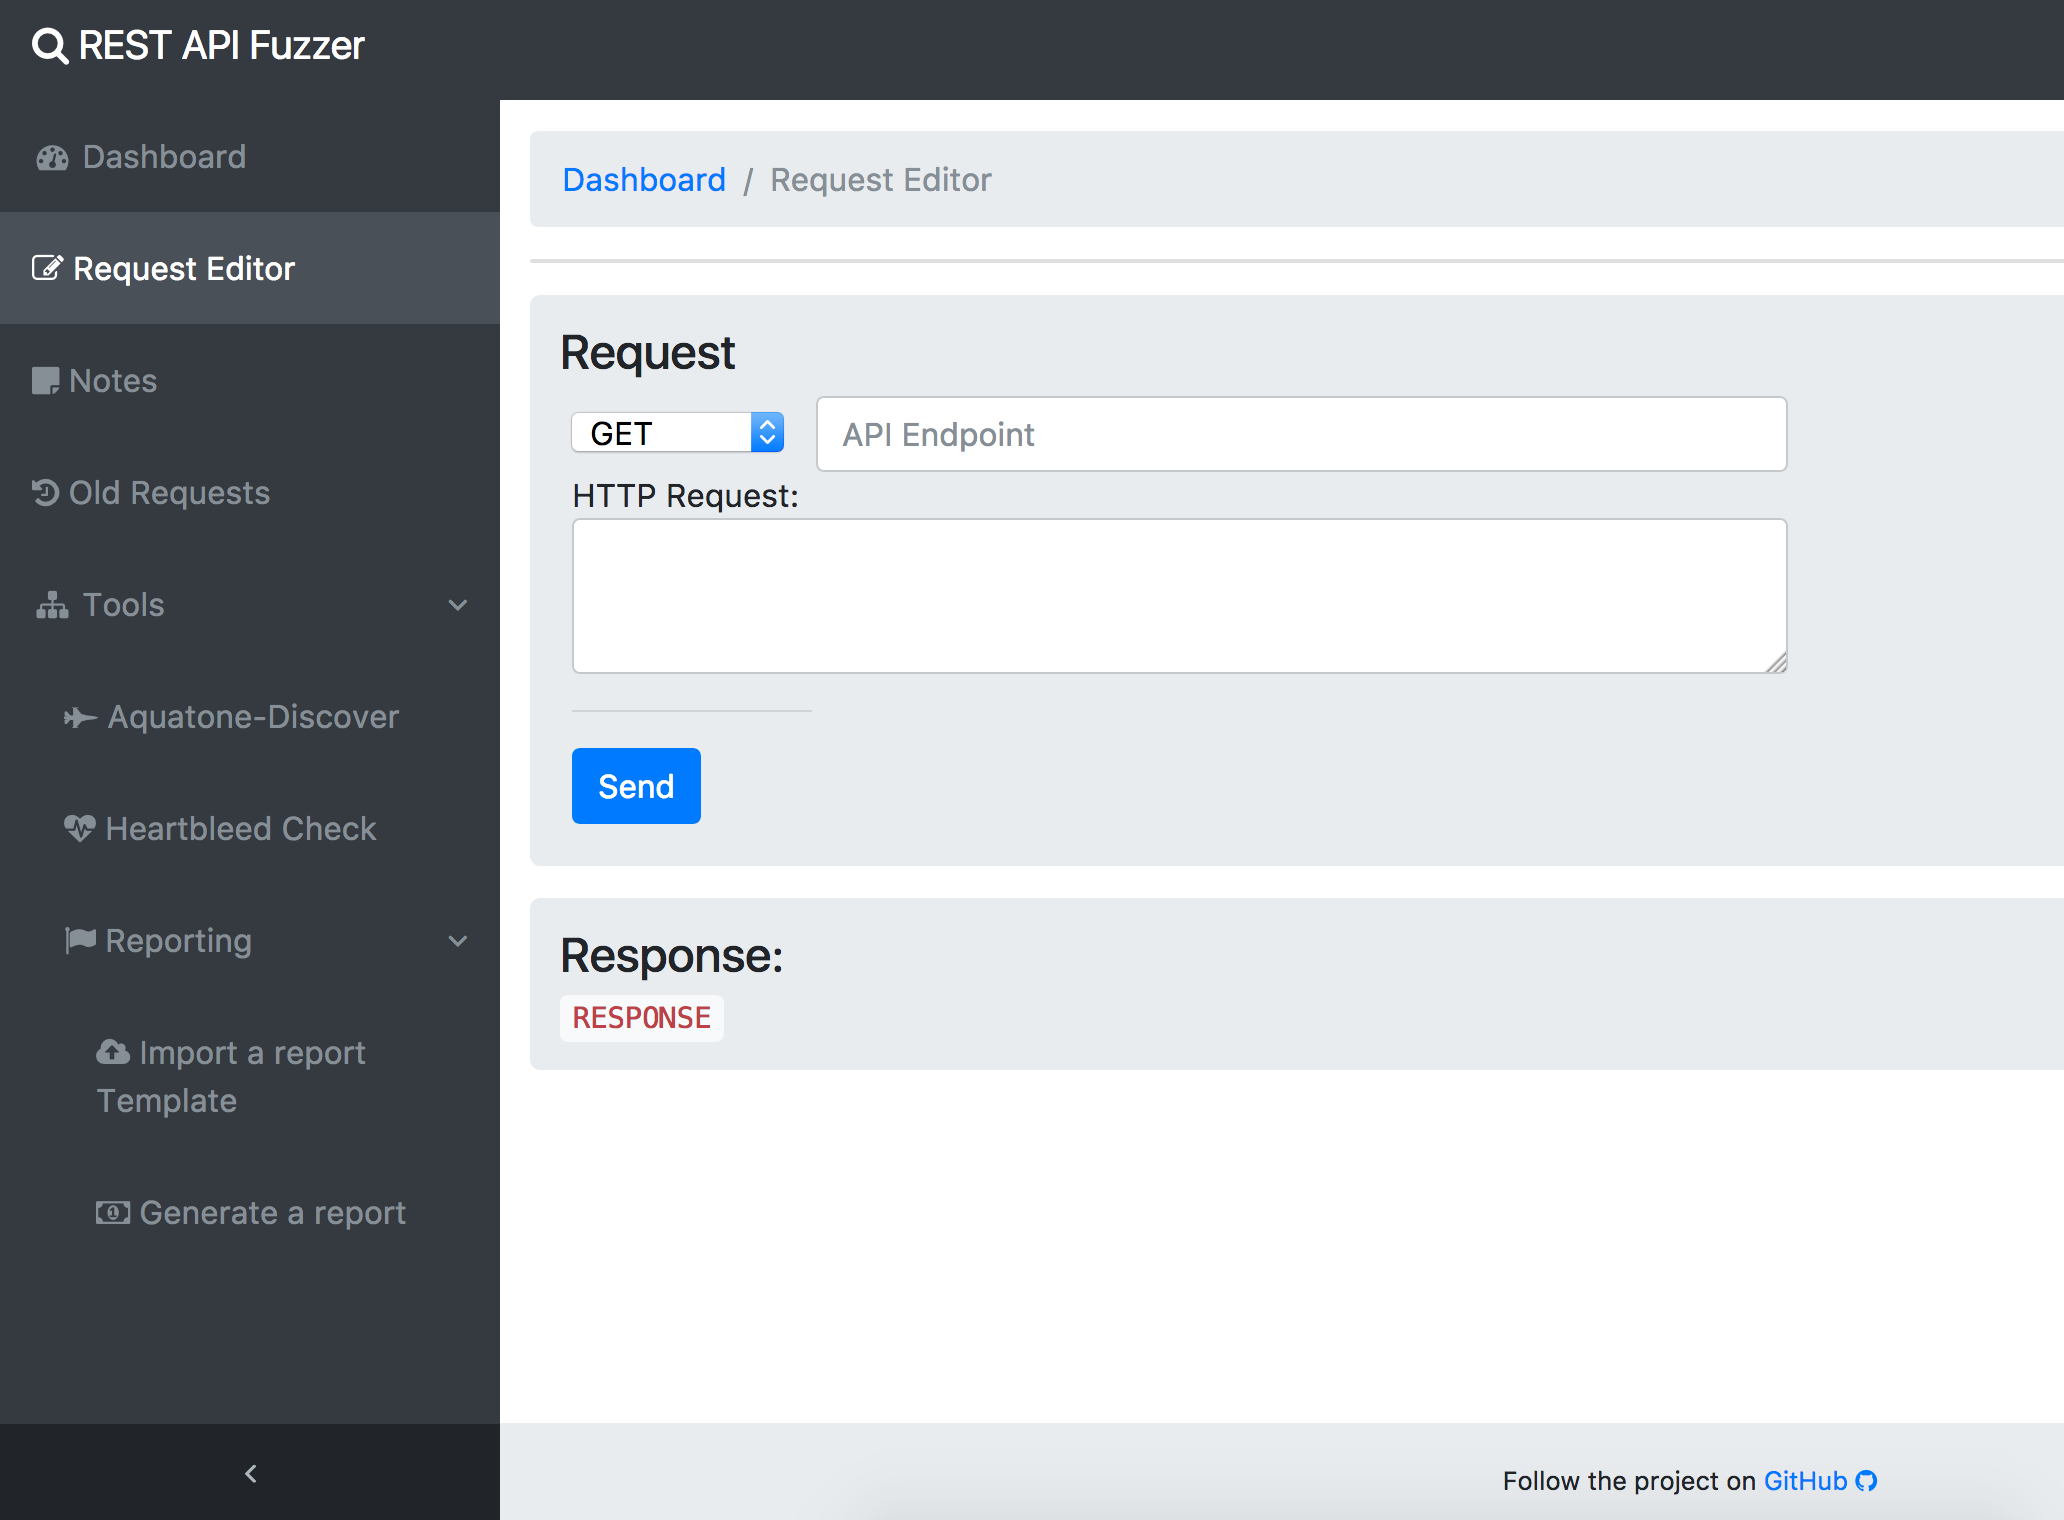 REST API Fuzzer
Dashboard
Request Editor
Notes
Old Requests
Tools
Aquatone-Discover
Heartbleed Check
Reporting
Import a report
Template
Generate a report
Dashboard / Request Editor
Request
GET
API Endpoint
HTTP Request:
Send
Response:
RESPONSE
Follow the project on GitHub